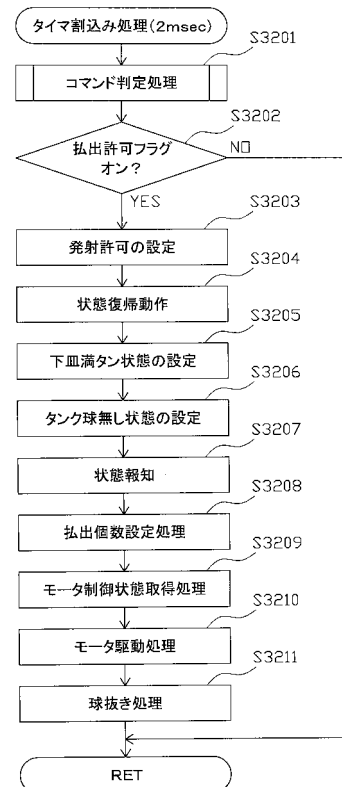 タイマ割込み処理(2msec)
S3201
コマンド判定処理
S3202
払出許可フラグ
オン?
NO
YES
S3203
発射許可の設定
S3204
状態復帰動作
S3205
下皿満タン状態の設定
S3206
タンク球無し状態の設定
S3207
状態報知
S3208
払出個数設定処理
S3209
モータ制御状態取得処理
S3210
モータ駆動処理
S3211
球抜き処理
RET